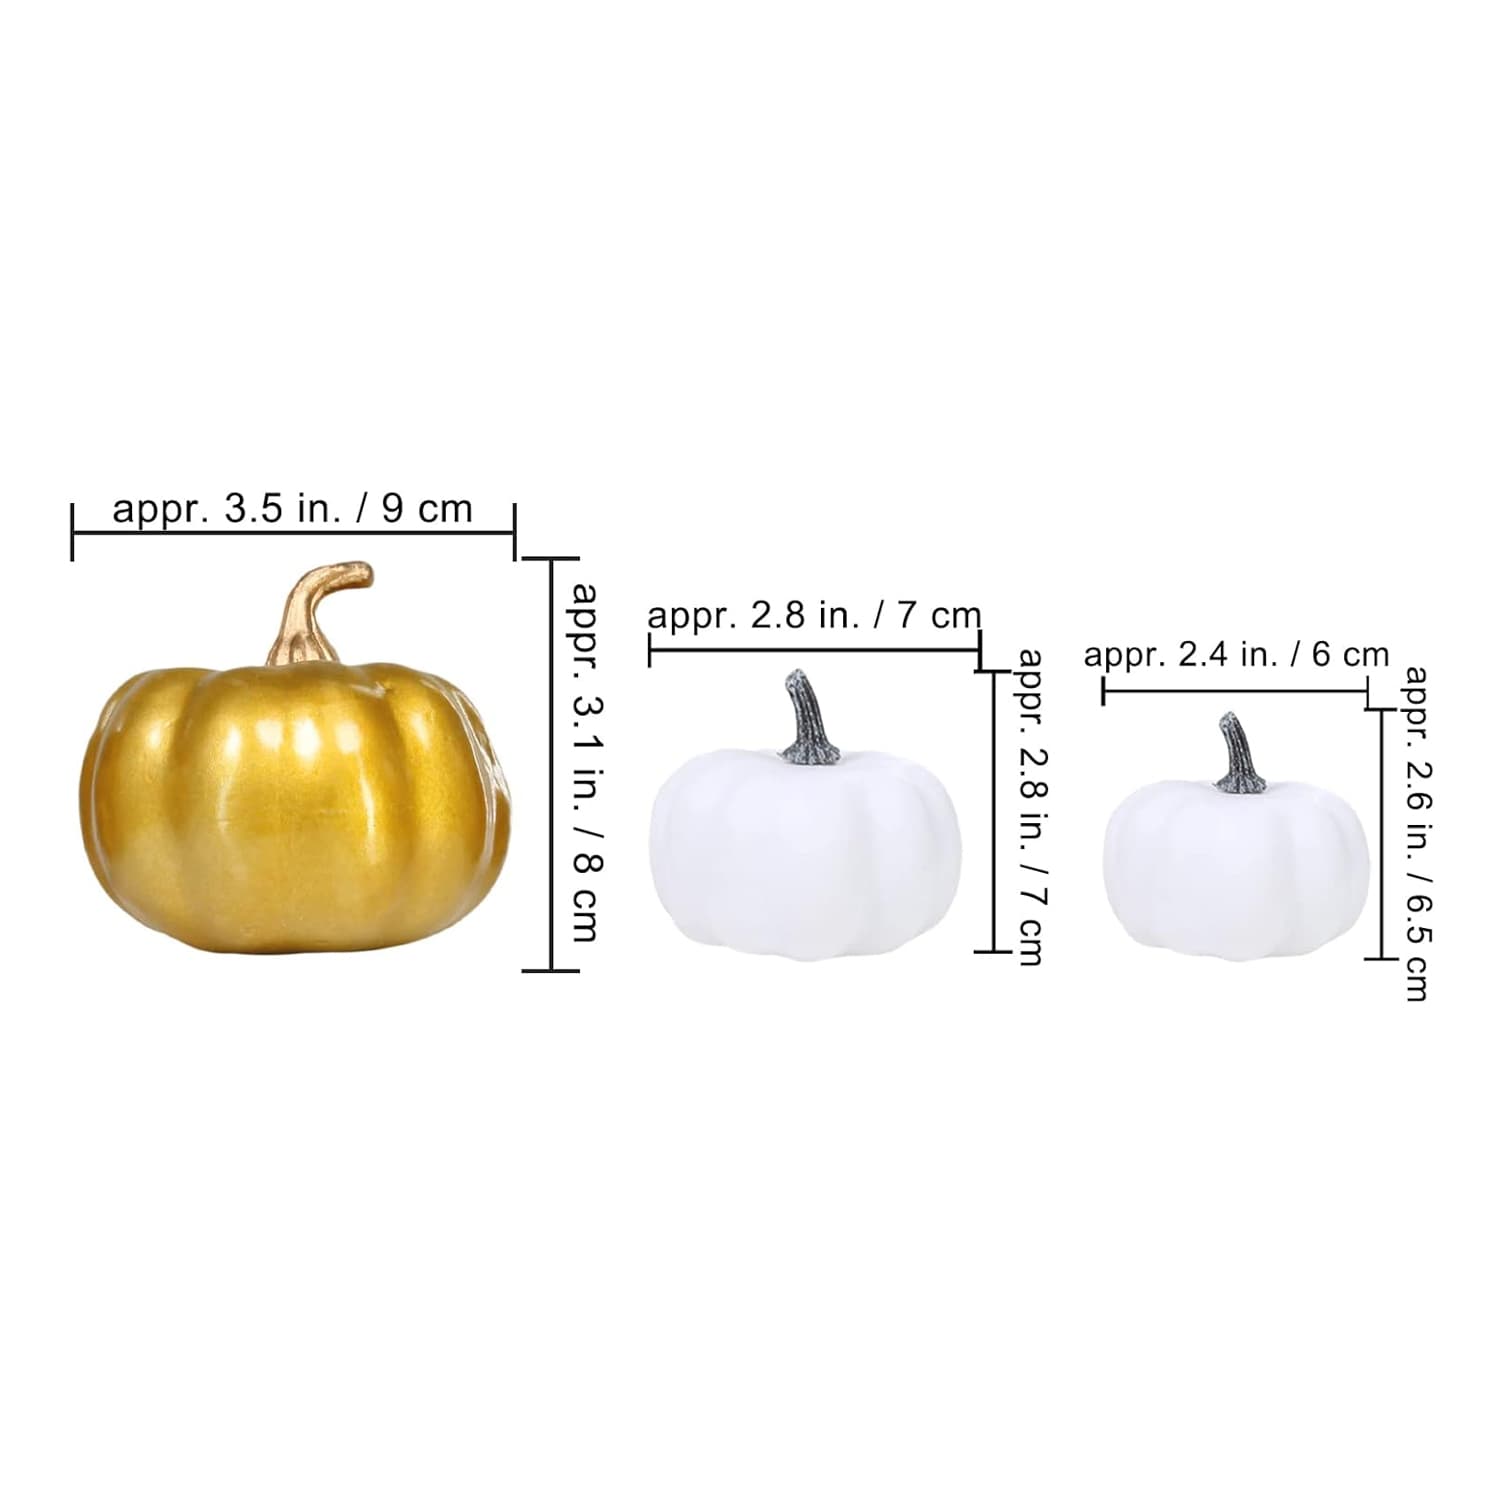 appr. 3.5 in. / 9 cm
appr. 3.1 in. / 8 cm
appr. 2.8 in. / 7 cm
appr. 2.8 in. / 7 cm
appr. 2.4 in. / 6 cm
appr. 2.6 in. / 6.5 cm